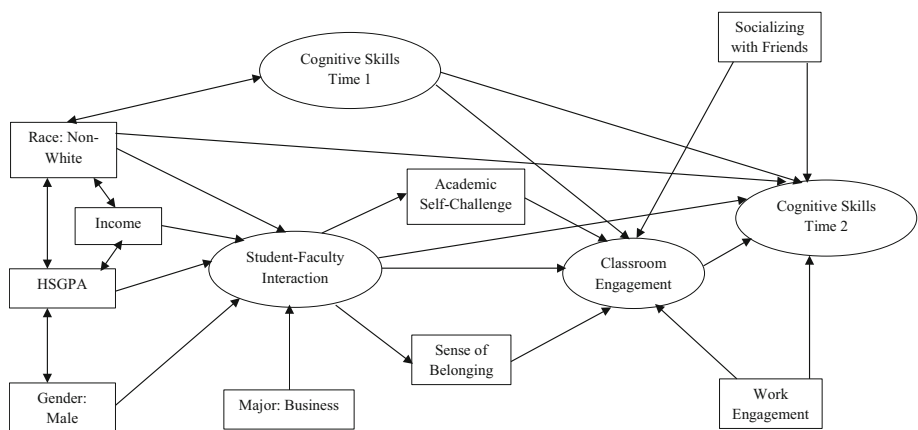 Socializing
with Friends
Cognitive Skills
Time 1
Race: Non-
White
Academic
Self-Challenge
Income
Cognitive Skills
Time 2
Student-Faculty
Interaction
Classroom
Engagement
HSGPA
Sense of
Belonging
Gender:
Male
Major: Business
Work
Engagement